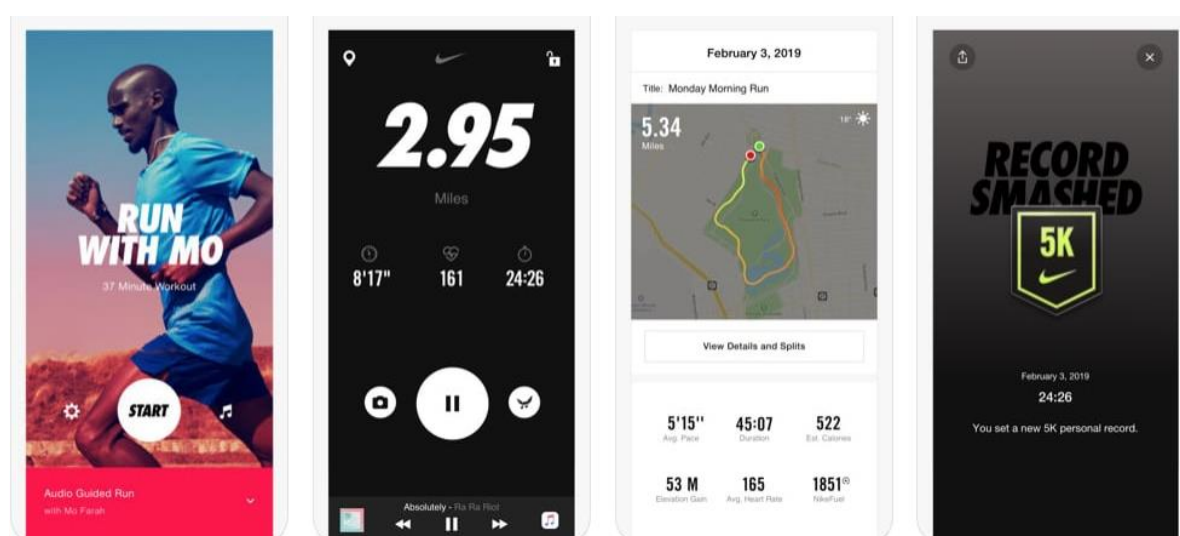 RUN
WITH MO
37 Minute Workout
START
Audio Guided Run
with Mo Farah
2.95
Miles
8'17"
161
24:26
Absolutely - Ra Ra Riot
February 3, 2019
Title: Monday Morning Run
5.34
Miles
18°
View Details and Splits
5'15''
45:07
522
Avg. Pace
Duration
Est. Calories
53 M
165
1851
Elevation Gain
Avg. Heart Rate
NikeFuel
RECORD
SMASHED
5K
February 3, 2019
24:26
You set a new 5K personal record.